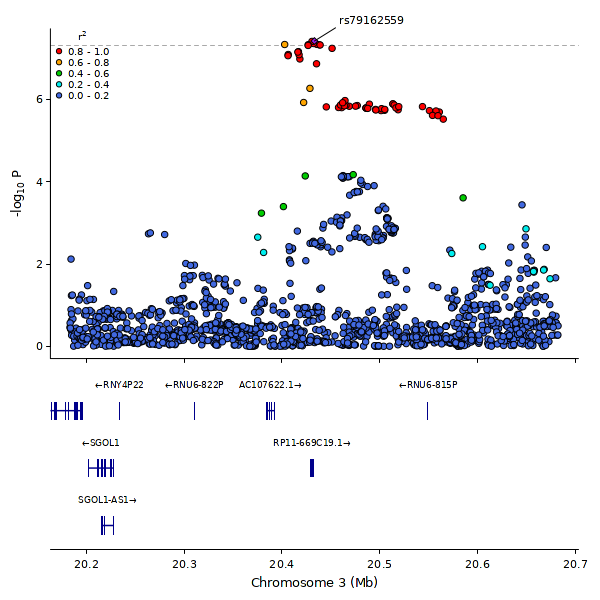 rs79162559
r²
0.8 - 1.0
0.6 - 0.8
0.4 - 0.6
0.2 - 0.4
0.0 - 0.2
-log10 P
6
4
2
0
←RNY4P22
←RNU6-822P
AC107622.1→
←RNU6-815P
←SGOL1
RP11-669C19.1→
SGOL1-AS1→
20.2
20.3
20.4
20.5
20.6
20.7
Chromosome 3 (Mb)